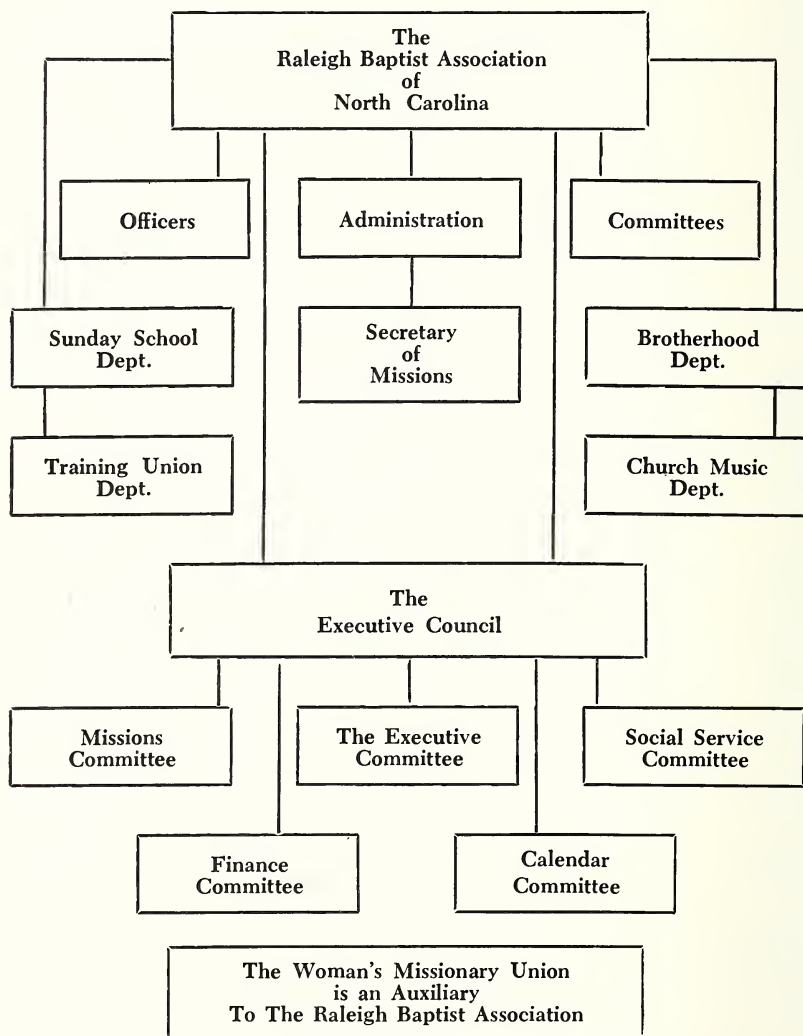 The
Raleigh Baptist Association
of
North Carolina
Officers
Administration
Committees
Sunday School
Dept.
Secretary
of
Missions
Brotherhood
Dept.
Training Union
Dept.
Church Music
Dept.
The
Executive Council
Missions
Committee
The Executive
Committee
Social Service
Committee
Finance
Committee
Calendar
Committee
The Woman's Missionary Union
is an Auxiliary
To The Raleigh Baptist Association